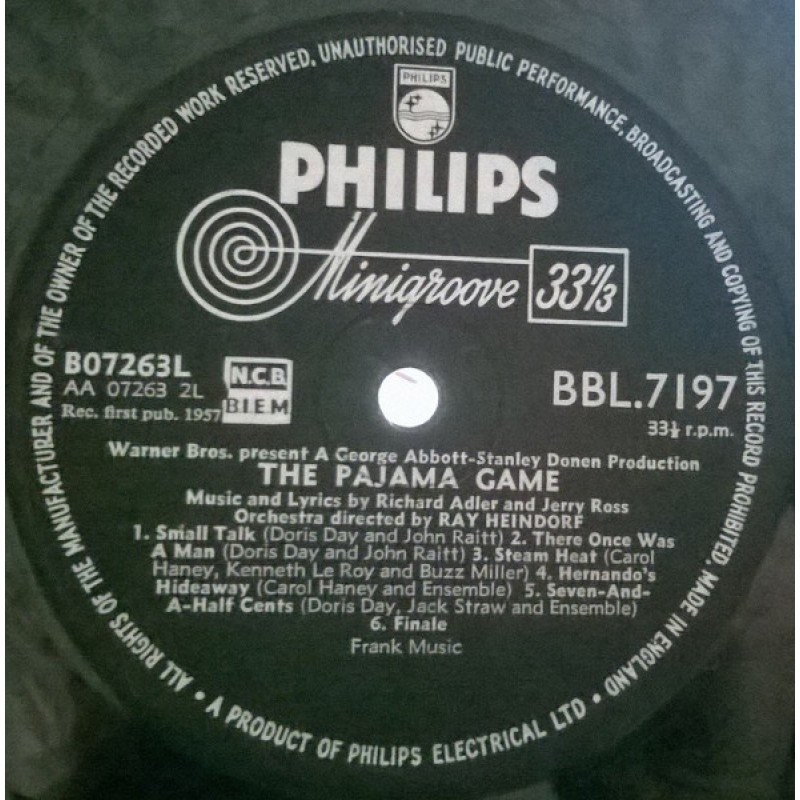 ALL RIGHTS OF THE MANUFACTURER AND OF THE OWNER OF THE RECORDED WORK RESERVED, UNAUTHORISED PUBLIC PERFORMANCE, BROADCASTING AND COPYING OF THIS RECORD PROHIBITED. MADE IN ENGLAND •
PHILIPS
PHILIPS
Minigroove 33⅓
B07263L
AA 07263 2L
Rec. first pub. 1957
N.C.B.
B.I.E.M
BBL.7197
33⅓ r.p.m.
Warner Bros. present A George Abbott-Stanley Donen Production
THE PAJAMA GAME
Music and Lyrics by Richard Adler and Jerry Ross
Orchestra directed by RAY HEINDORF
1. Small Talk (Doris Day and John Raitt) 2. There Once Was
A Man (Doris Day and John Raitt) 3. Steam Heat (Carol
Haney, Kenneth Le Roy and Buzz Miller) 4. Hernando's
Hideaway (Carol Haney and Ensemble) 5. Seven-And-
A-Half Cents (Doris Day, Jack Straw and Ensemble)
6. Finale
Frank Music
• A PRODUCT OF PHILIPS ELECTRICAL LTD •